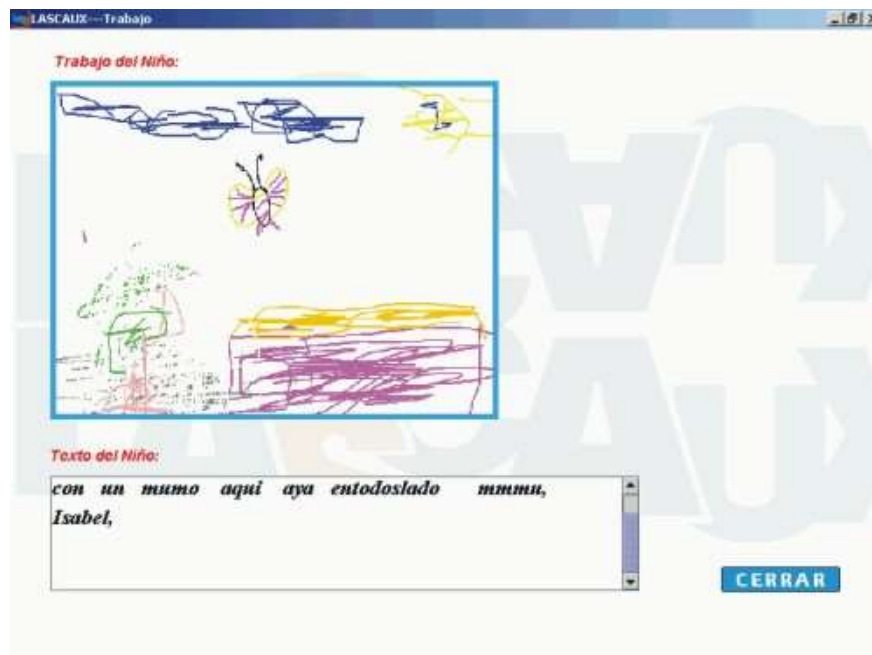 LASCAUX---Trabajo
Trabajo del Niño:
Texto del Niño:
con un mumo aqui aya entodoslado mmmu,
Isabel,
CERRAR